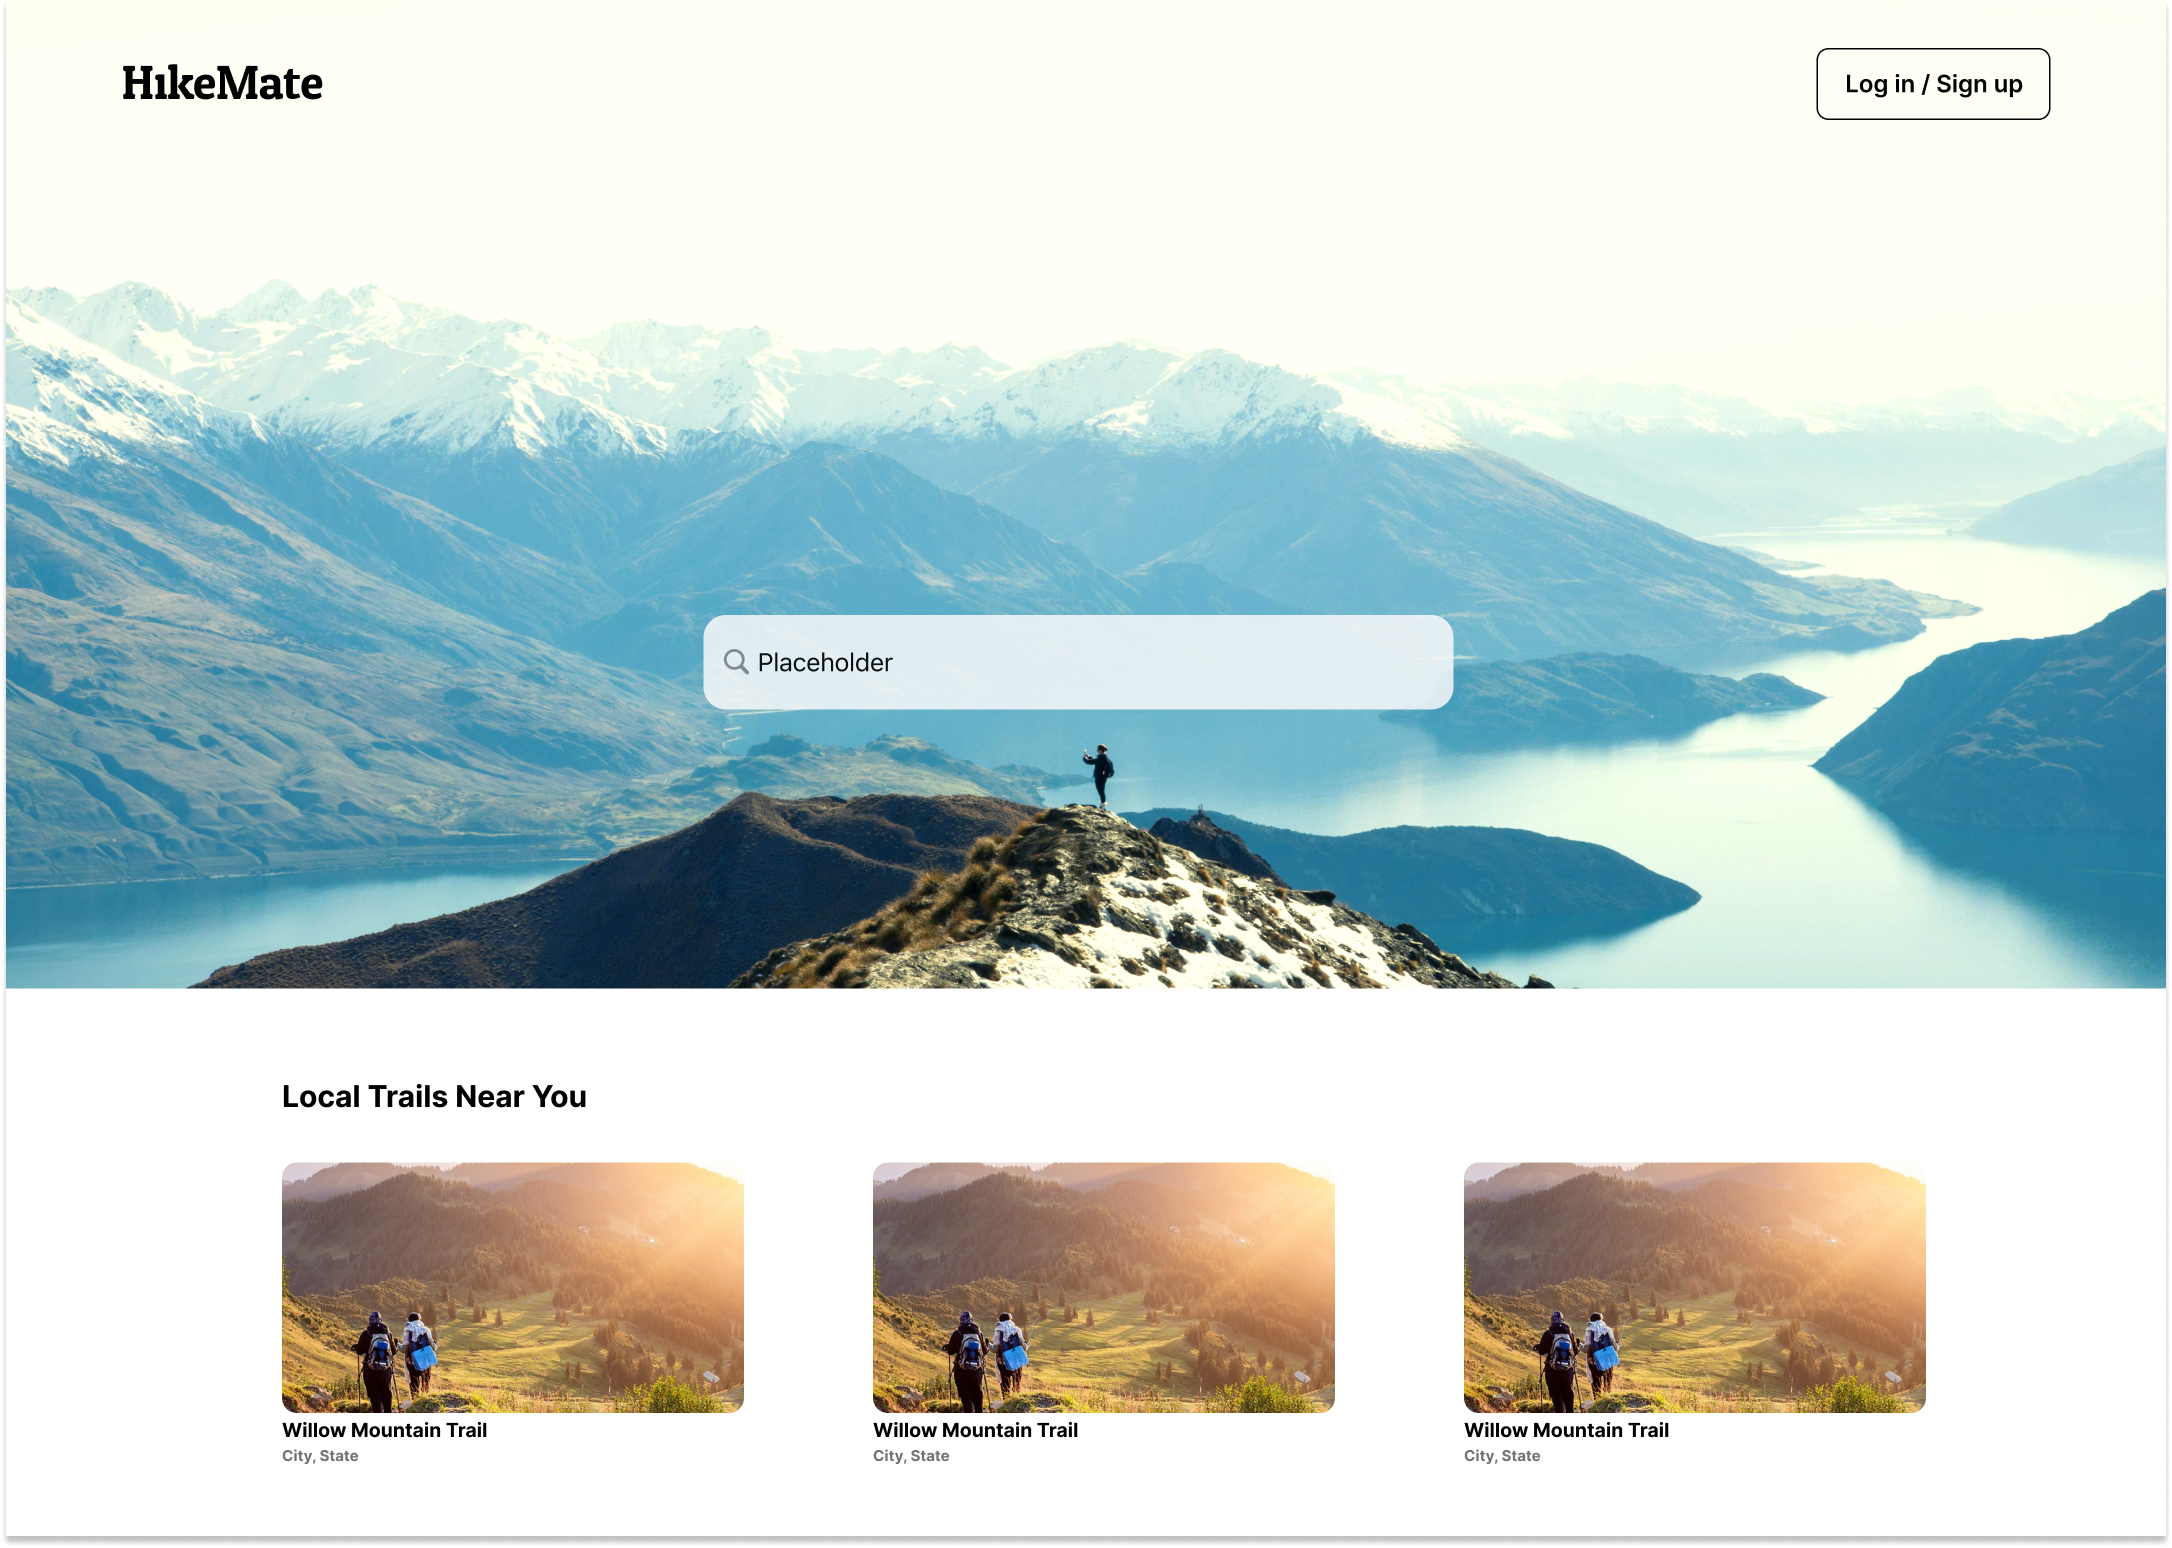 HikeMate
Log in / Sign up
Placeholder
Local Trails Near You
Willow Mountain Trail
City, State
Willow Mountain Trail
City, State
Willow Mountain Trail
City, State